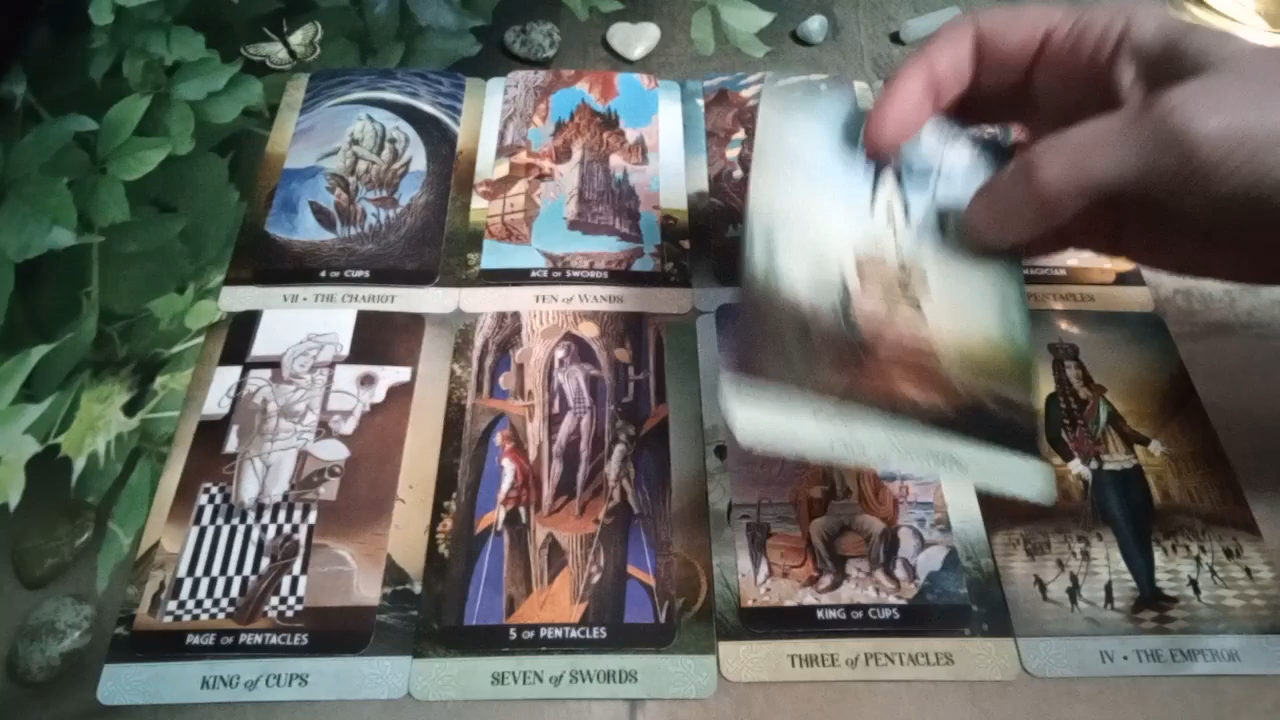 4 OF CUPS
ACE OF SWORDS
MAGICIAN
VII • THE CHARIOT
TEN of WANDS
PENTACLES
PAGE OF PENTACLES
5 OF PENTACLES
KING OF CUPS
KING of CUPS
SEVEN of SWORDS
THREE of PENTACLES
IV • THE EMPEROR